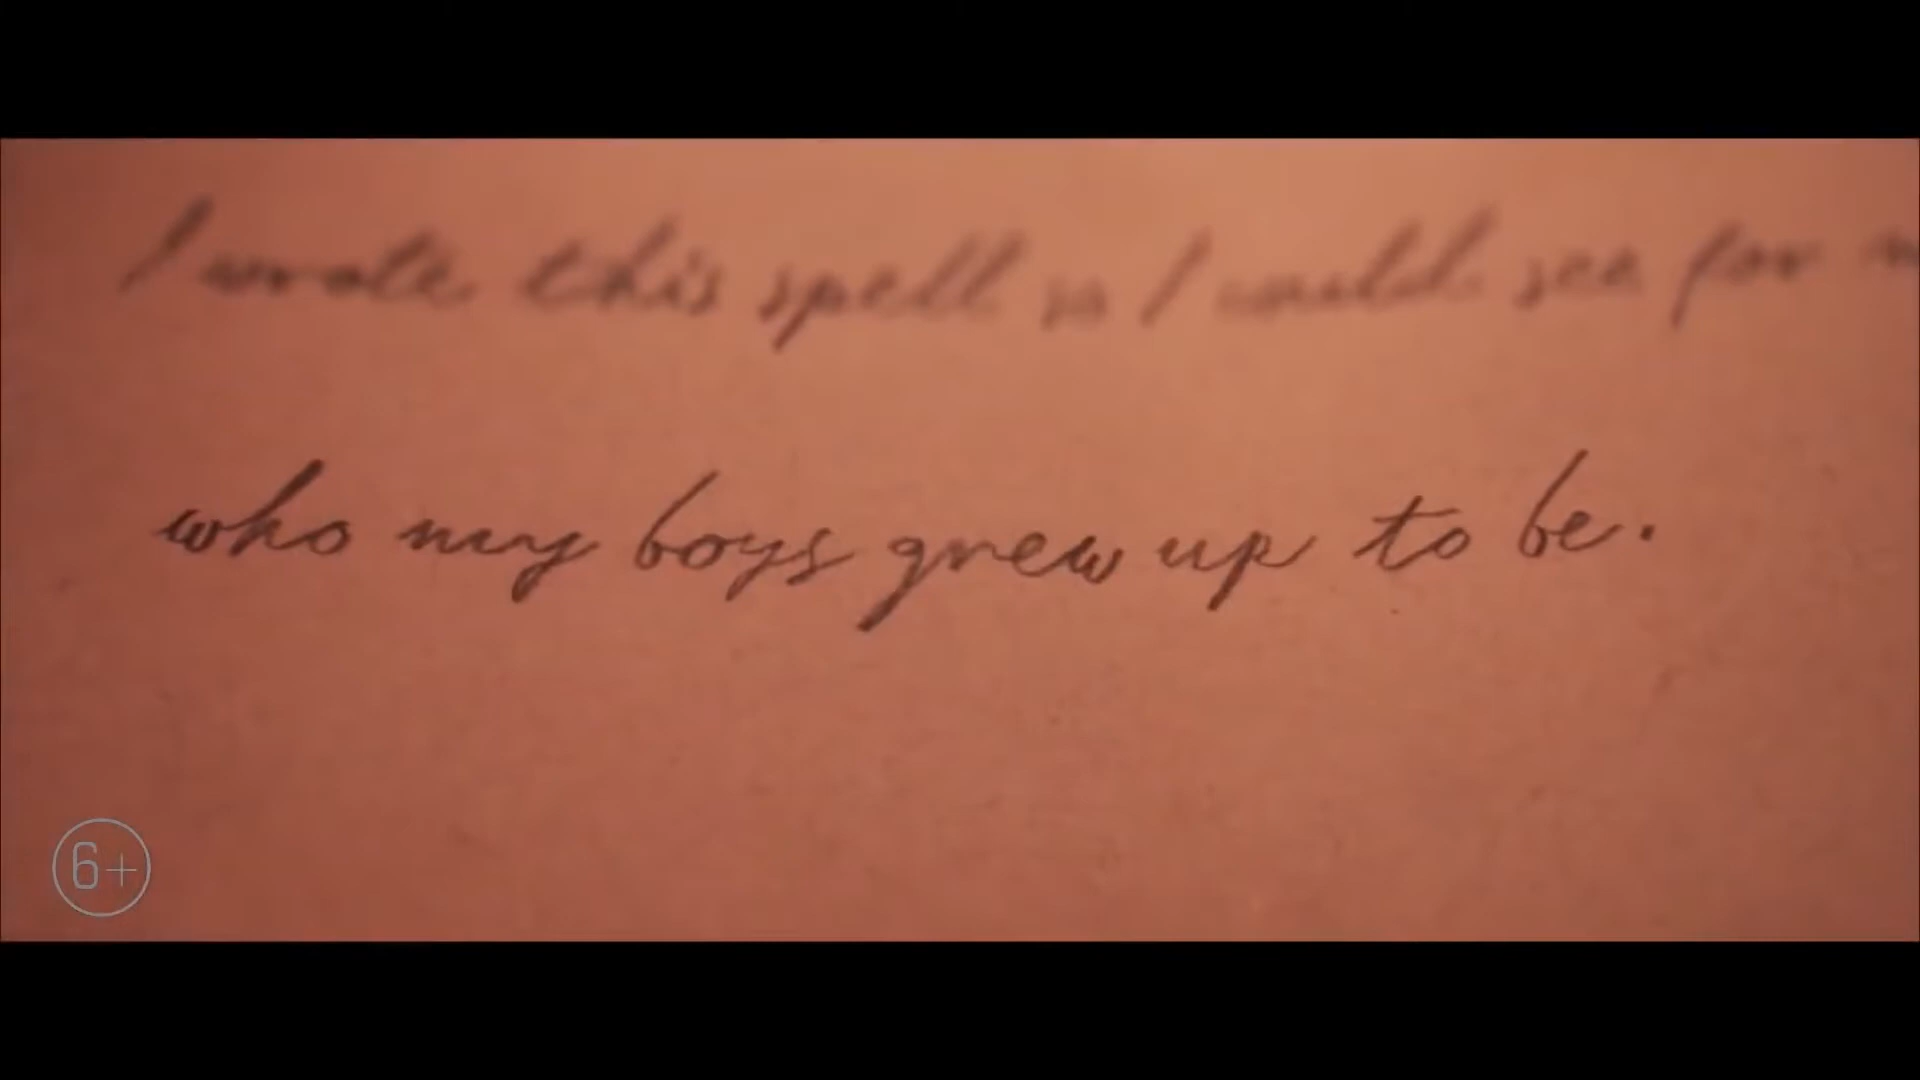 I wrote this spell so I could see for
who my boys grew up to be.
6+